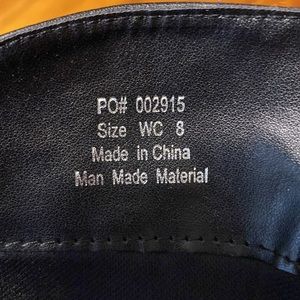 PO# 002915
Size WC 8
Made in China
Man Made Material